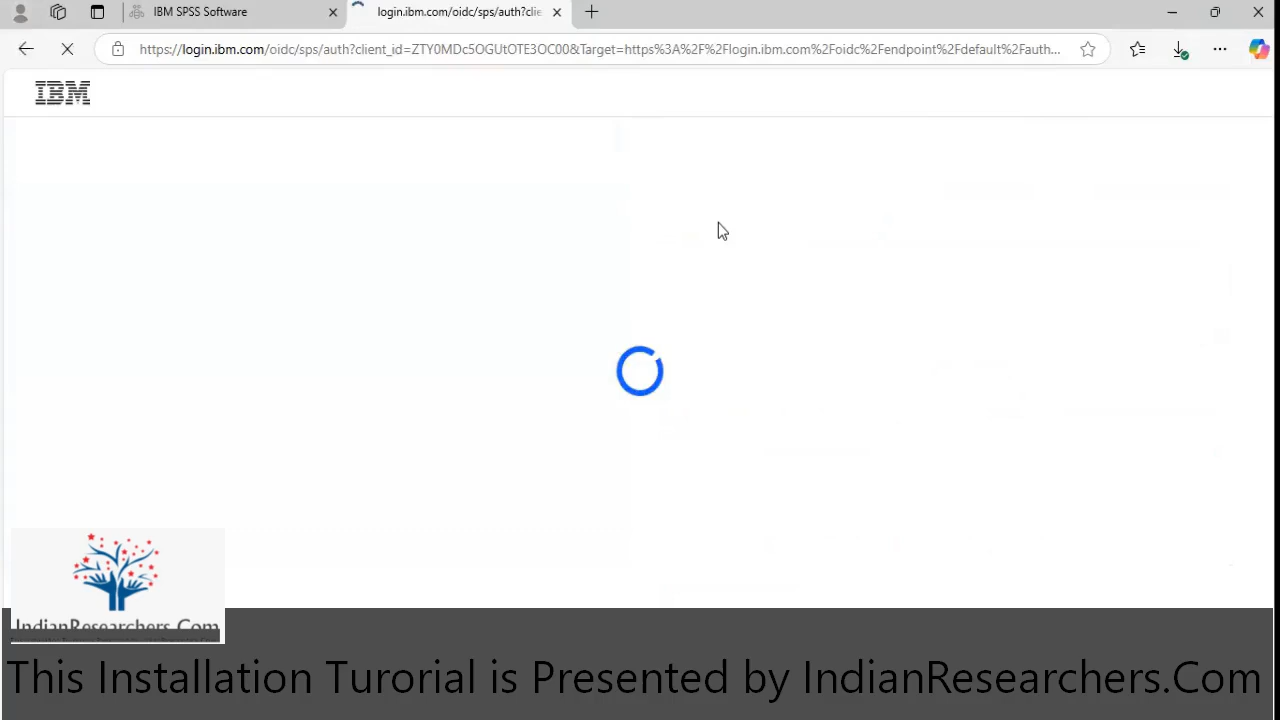 IBM SPSS Software
login.ibm.com/oidc/sps/auth?clie
https://login.ibm.com/oidc/sps/auth?client_id=ZTY0MDc5OGUtOTE3OC00&Target=https%3A%2F%2Flogin.ibm.com%2Foidc%2Fendpoint%2Fdefault%2Fauth...
IBM
IndianResearchers.Com
This Installation Turorial is Presented by IndianResearchers.Com